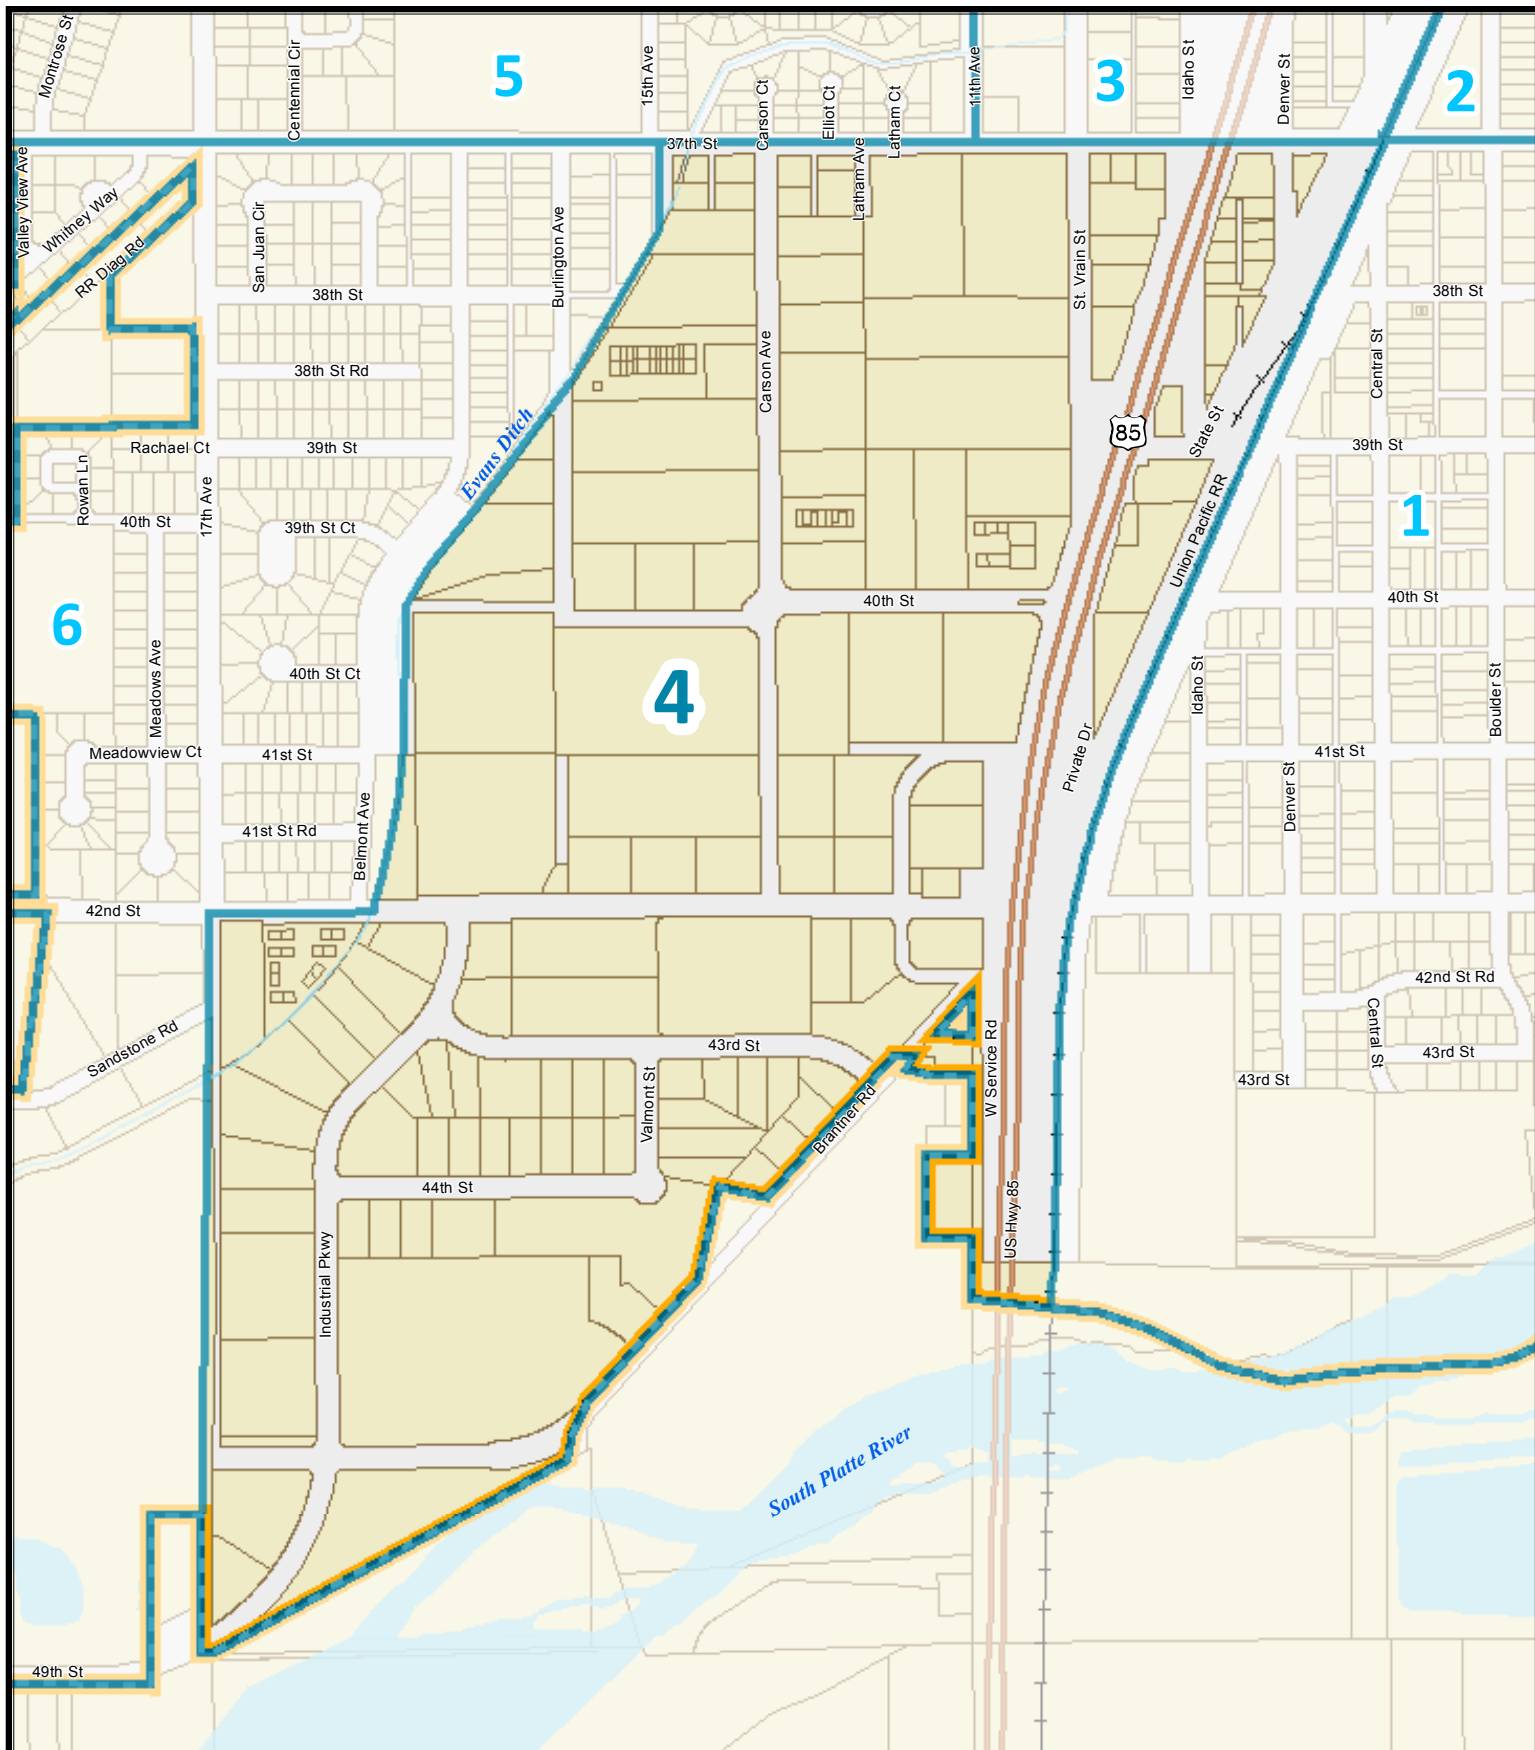 Montrose St
Centennial Cir
5
15th Ave
Carson Ct
Elliot Ct
Latham Ct
11th Ave
3
Idaho St
Denver St
2
37th St
Valley View Ave
Whitney Way
RR Diag Rd
San Juan Cir
Burlington Ave
Latham Ave
St. Vrain St
38th St
38th St
38th St Rd
Carson Ave
Central St
85
State St
Rachael Ct
39th St
Evans Ditch
39th St
Rowan Ln
40th St
17th Ave
39th St Ct
Union Pacific RR
1
40th St
40th St
6
Meadows Ave
40th St Ct
4
Idaho St
Boulder St
Meadowview Ct
41st St
Private Dr
41st St
Denver St
41st St Rd
Belmont Ave
42nd St
42nd St Rd
Sandstone Rd
43rd St
W Service Rd
Central St
43rd St
43rd St
Valmont St
Brantner Rd
44th St
US Hwy 85
Industrial Pkwy
South Platte River
49th St